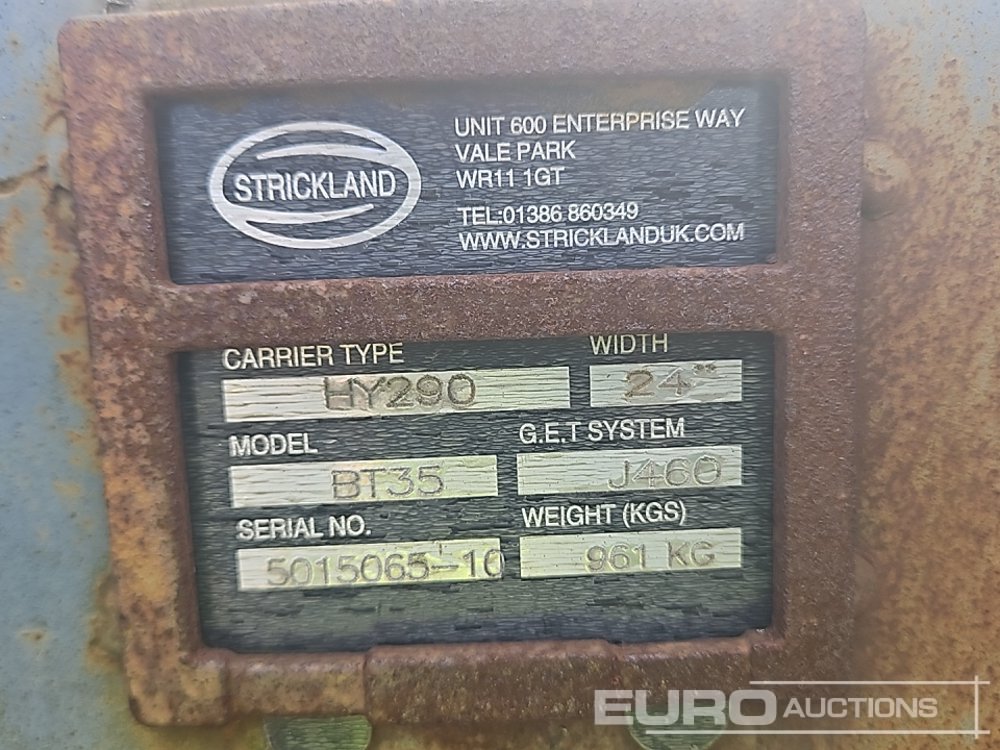 STRICKLAND
UNIT 600 ENTERPRISE WAY
VALE PARK
WR11 1GT
TEL:01386 860349
WWW.STRICKLANDUK.COM
CARRIER TYPE
HY290
WIDTH
24"
MODEL
BT35
G.E.T SYSTEM
J460
SERIAL NO.
5015065-10
WEIGHT (KGS)
961 KG
EURO AUCTIONS